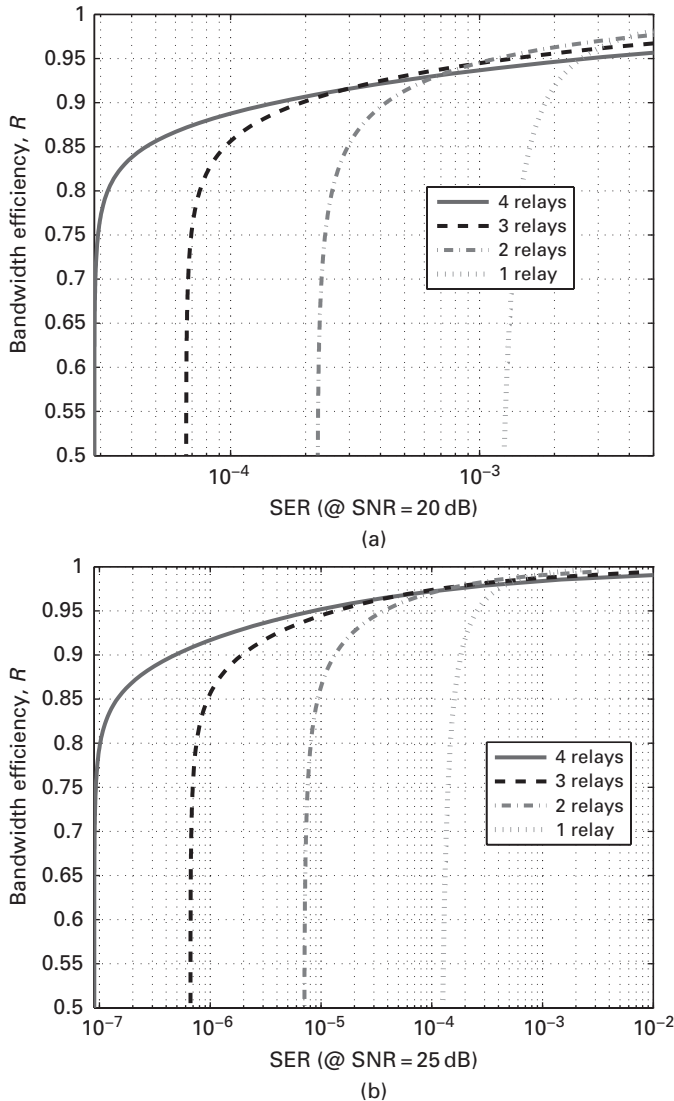 1
0.95
0.9
0.85
0.8
0.75
0.7
0.65
0.6
0.55
0.5
Bandwidth efficiency, R
4 relays
3 relays
2 relays
1 relay
10⁻⁴
10⁻³
SER (@ SNR = 20 dB)
(a)
1
0.95
0.9
0.85
0.8
0.75
0.7
0.65
0.6
0.55
0.5
Bandwidth efficiency, R
4 relays
3 relays
2 relays
1 relay
10⁻⁷
10⁻⁶
10⁻⁵
10⁻⁴
10⁻³
10⁻²
SER (@ SNR = 25 dB)
(b)